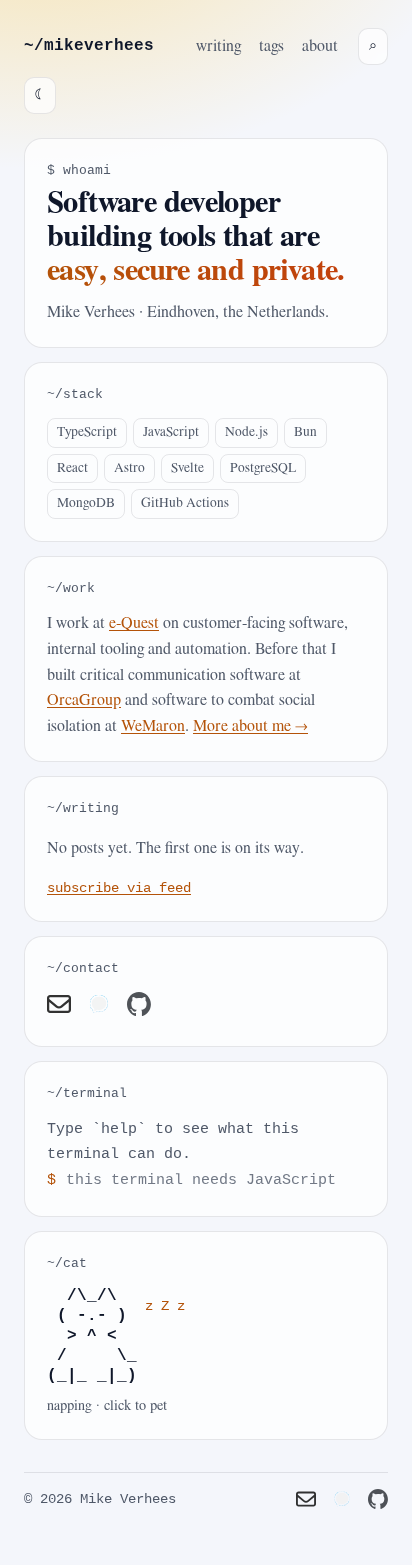 ~/mikeverhees writing tags about
$ whoami
Software developer
building tools that are
easy, secure and private.
Mike Verhees · Eindhoven, the Netherlands.
~/stack
TypeScript JavaScript Node.js Bun
React Astro Svelte PostgreSQL
MongoDB GitHub Actions
~/work
I work at e-Quest on customer-facing software,
internal tooling and automation. Before that I
built critical communication software at
OrcaGroup and software to combat social
isolation at WeMaron. More about me →
~/writing
No posts yet. The first one is on its way.
subscribe via feed
~/contact
~/terminal
Type `help` to see what this
terminal can do.
$ this terminal needs JavaScript
~/cat
/\_/\
( -.- ) z Z z
> ^ <
/     \_
(_|_ _|_)
napping · click to pet
© 2026 Mike Verhees